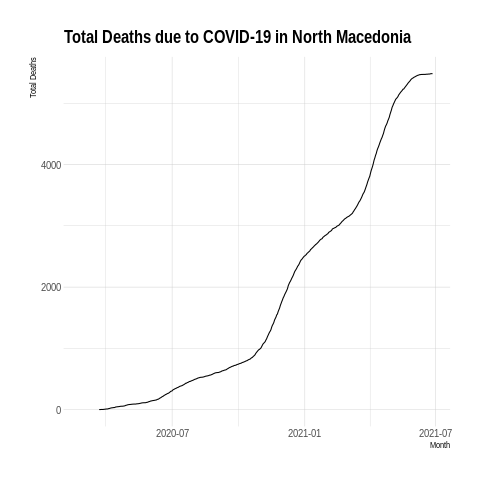 Total Deaths due to COVID-19 in North Macedonia
Total Deaths
4000
2000
0
2020-07 2021-01 2021-07
Month